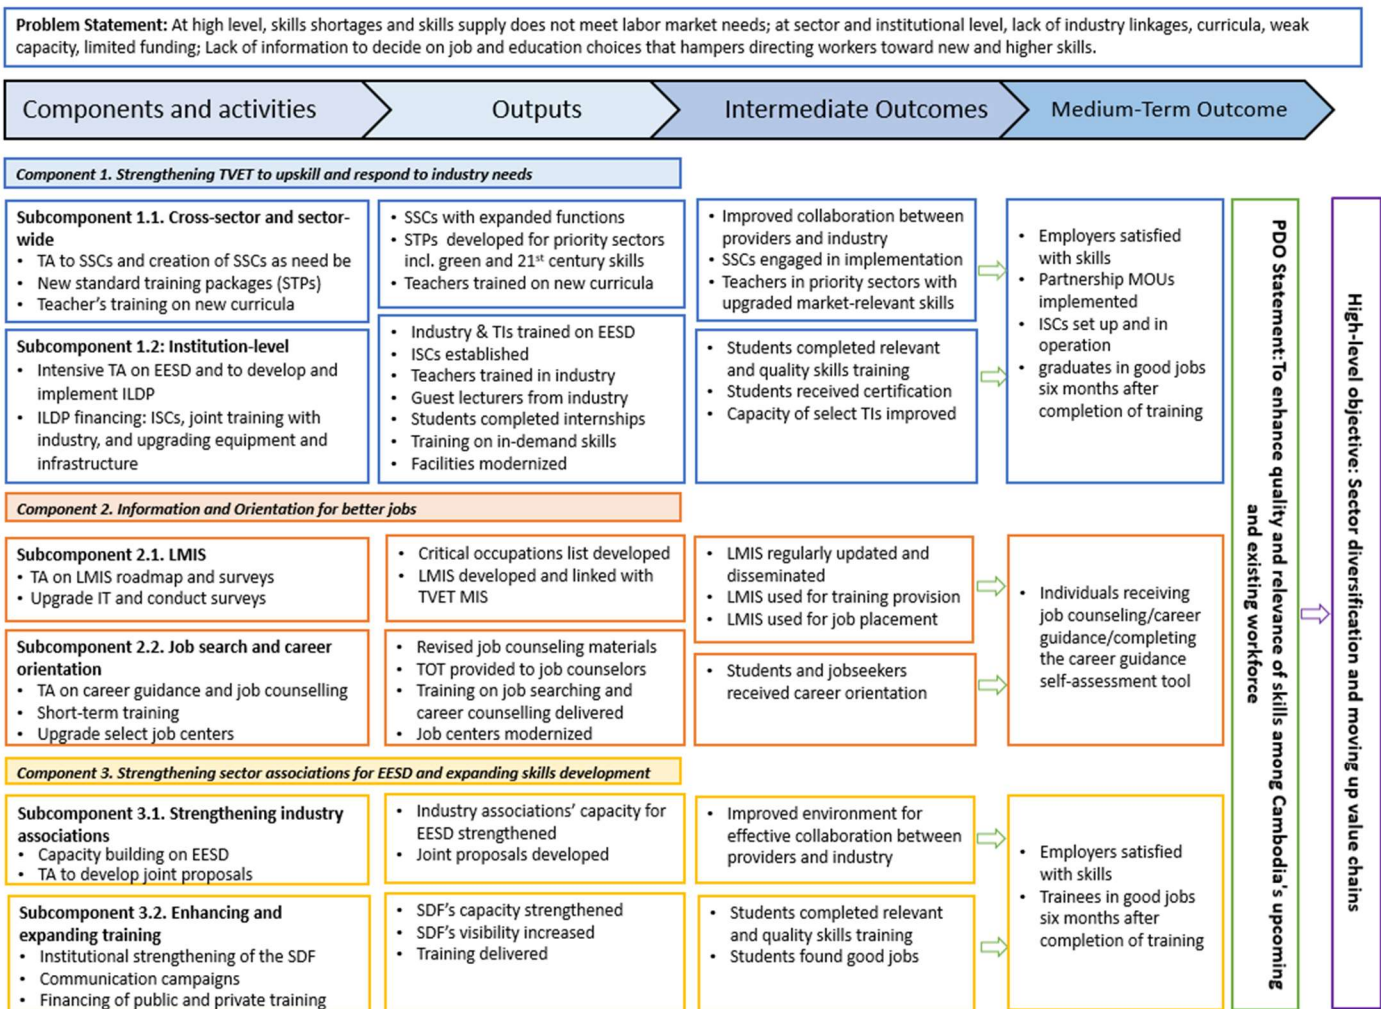 Problem Statement: At high level, skills shortages and skills supply does not meet labor market needs; at sector and institutional level, lack of industry linkages, curricula, weak
capacity, limited funding; Lack of information to decide on job and education choices that hampers directing workers toward new and higher skills.
Components and activities
Outputs
Intermediate Outcomes
Medium-Term Outcome
Component 1. Strengthening TVET to upskill and respond to industry needs
Subcomponent 1.1. Cross-sector and sector-
wide
• TA to SSCs and creation of SSCs as need be
• New standard training packages (STPs)
• Teacher's training on new curricula
• SSCs with expanded functions
• STPs developed for priority sectors
incl. green and 21st century skills
• Teachers trained on new curricula
• Improved collaboration between
providers and industry
• SSCs engaged in implementation
• Teachers in priority sectors with
upgraded market-relevant skills
• Employers satisfied
with skills
• Partnership MOUs
implemented
• ISCs set up and in
operation
• graduates in good jobs
six months after
completion of training
Subcomponent 1.2: Institution-level
• Intensive TA on EESD and to develop and
implement ILDP
• ILDP financing: ISCs, joint training with
industry, and upgrading equipment and
infrastructure
• Industry & TIs trained on EESD
• ISCs established
• Teachers trained in industry
• Guest lecturers from industry
• Students completed internships
• Training on in-demand skills
• Facilities modernized
• Students completed relevant
and quality skills training
• Students received certification
• Capacity of select TIs improved
Component 2. Information and Orientation for better jobs
Subcomponent 2.1. LMIS
• TA on LMIS roadmap and surveys
• Upgrade IT and conduct surveys
• Critical occupations list developed
• LMIS developed and linked with
TVET MIS
• LMIS regularly updated and
disseminated
• LMIS used for training provision
• LMIS used for job placement
• Individuals receiving
job counseling/career
guidance/completing
the career guidance
self-assessment tool
Subcomponent 2.2. Job search and career
orientation
• TA on career guidance and job counselling
• Short-term training
• Upgrade select job centers
• Revised job counseling materials
• TOT provided to job counselors
• Training on job searching and
career counselling delivered
• Job centers modernized
• Students and jobseekers
received career orientation
Component 3. Strengthening sector associations for EESD and expanding skills development
Subcomponent 3.1. Strengthening industry
associations
• Capacity building on EESD
• TA to develop joint proposals
• Industry associations' capacity for
EESD strengthened
• Joint proposals developed
• Improved environment for
effective collaboration between
providers and industry
• Employers satisfied
with skills
• Trainees in good jobs
six months after
completion of training
Subcomponent 3.2. Enhancing and
expanding training
• Institutional strengthening of the SDF
• Communication campaigns
• Financing of public and private training
• SDF's capacity strengthened
• SDF's visibility increased
• Training delivered
• Students completed relevant
and quality skills training
• Students found good jobs
PDO Statement:To enhance quality and relevance of skills among Cambodia's upcoming
and existing workforce
High-level objective: Sector diversification and moving up value chains